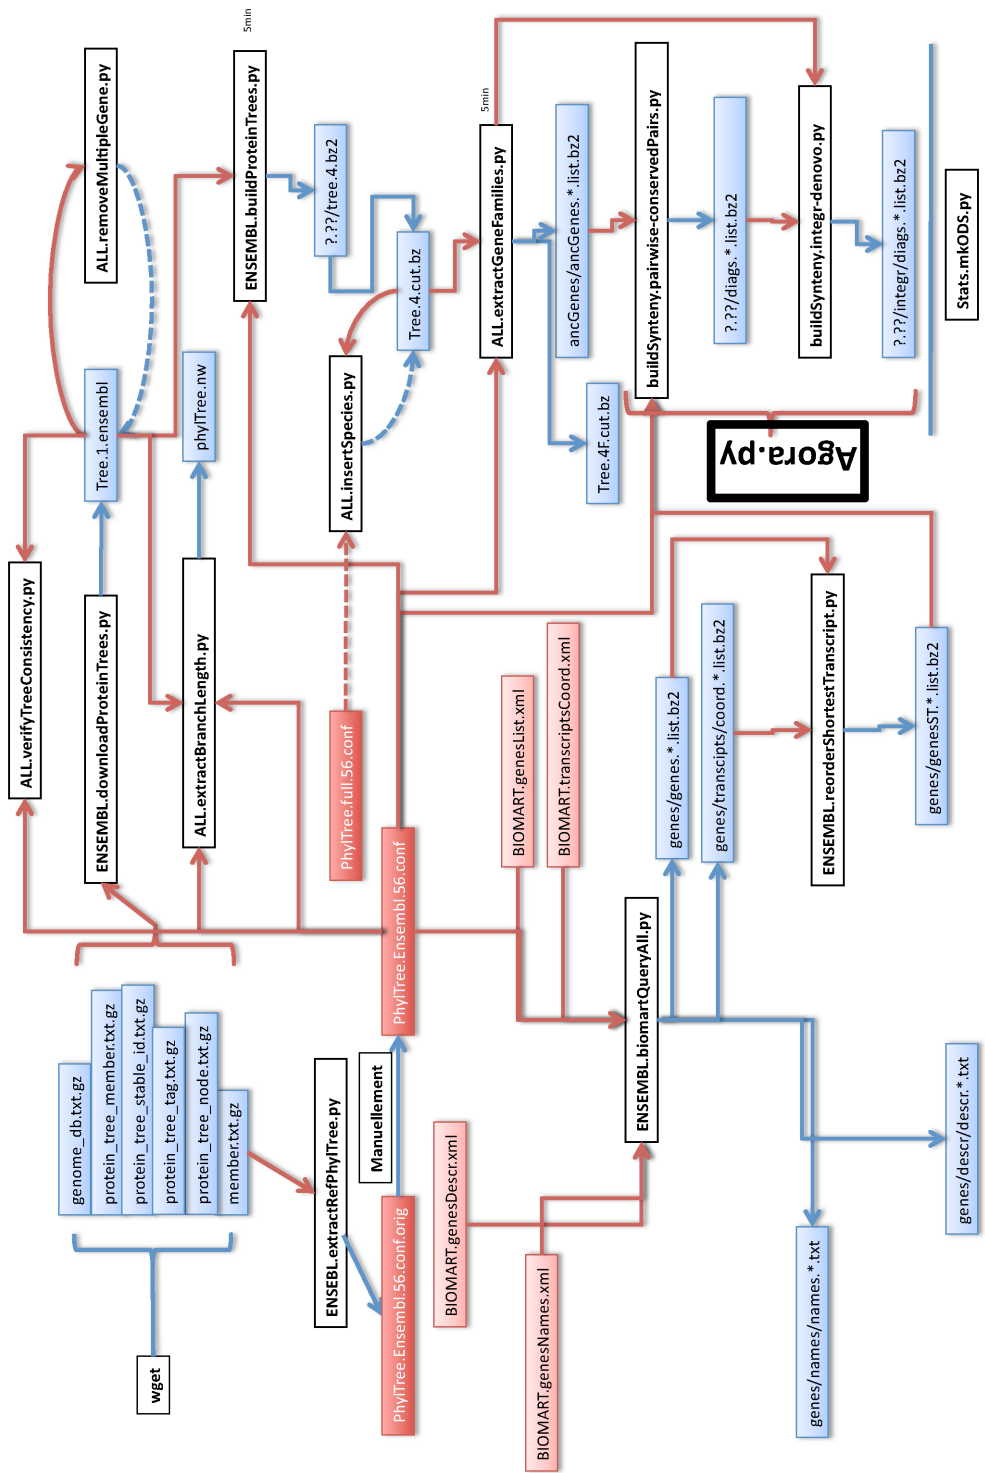 wget
genome_db.txt.gz
protein_tree_member.txt.gz
protein_tree_stable_id.txt.gz
protein_tree_tag.txt.gz
protein_tree_node.txt.gz
member.txt.gz
ALL.verifyTreeConsistency.py
ENSEMBL.downloadProteinTrees.py
Tree.1.ensembl
ALL.removeMultipleGene.py
ALL.extractBranchLength.py
phylTree.nw
ENSEMBL.buildProteinTrees.py
5min
ENSEBL.extractRefPhylTree.py
Manuellement
PhylTree.Ensembl.56.conf.orig
PhylTree.Ensembl.56.conf
PhylTree.full.56.conf
ALL.insertSpecies.py
?.??/tree.4.bz2
Tree.4.cut.bz
BIOMART.genesDescr.xml
BIOMART.genesNames.xml
BIOMART.genesList.xml
BIOMART.transcriptsCoord.xml
ALL.extractGeneFamilies.py
5min
ancGenes/ancGenes.*.list.bz2
Tree.4F.cut.bz
ENSEMBL.biomartQueryAll.py
genes/genes.*.list.bz2
genes/transcipts/coord.*.list.bz2
buildSynteny.pairwise-conservedPairs.py
?.??/diags.*.list.bz2
Agora.py
buildSynteny.integr-denovo.py
ENSEMBL.reorderShortestTranscript.py
genes/names/names.*.txt
?.??/integr/diags.*.list.bz2
genes/genesST.*.list.bz2
genes/descr/descr.*.txt
Stats.mkODS.py